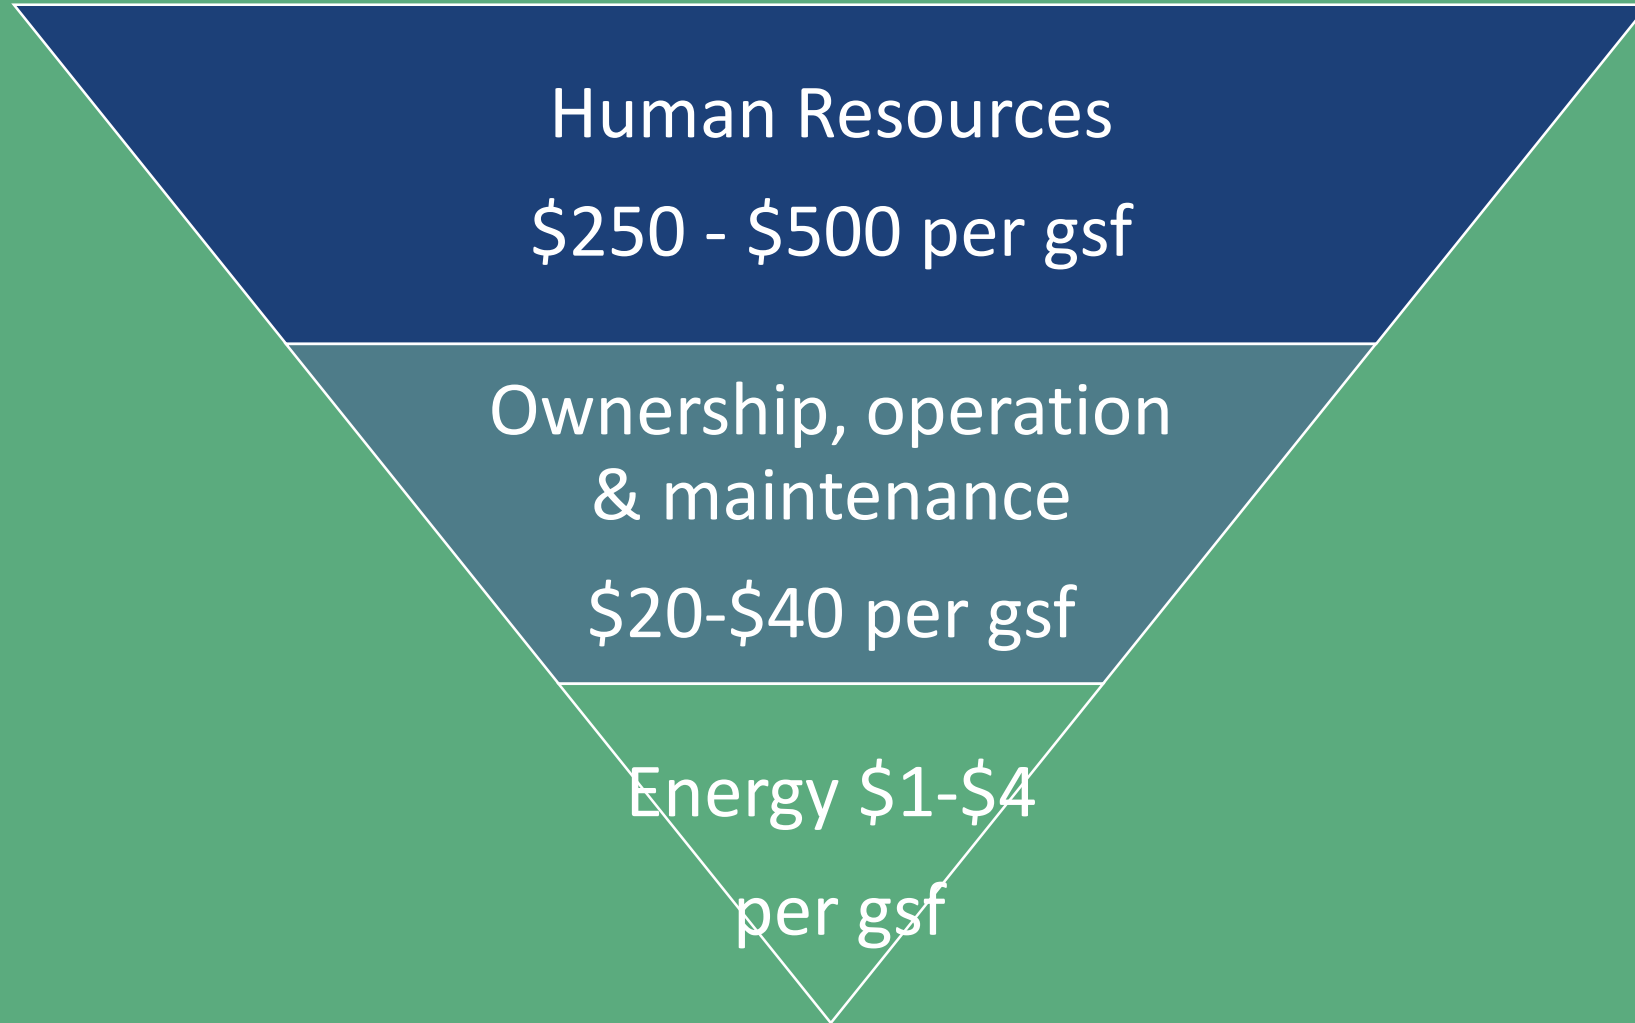 Human Resources
$250 - $500 per gsf
Ownership, operation
& maintenance
$20-$40 per gsf
Energy $1-$4
per gsf